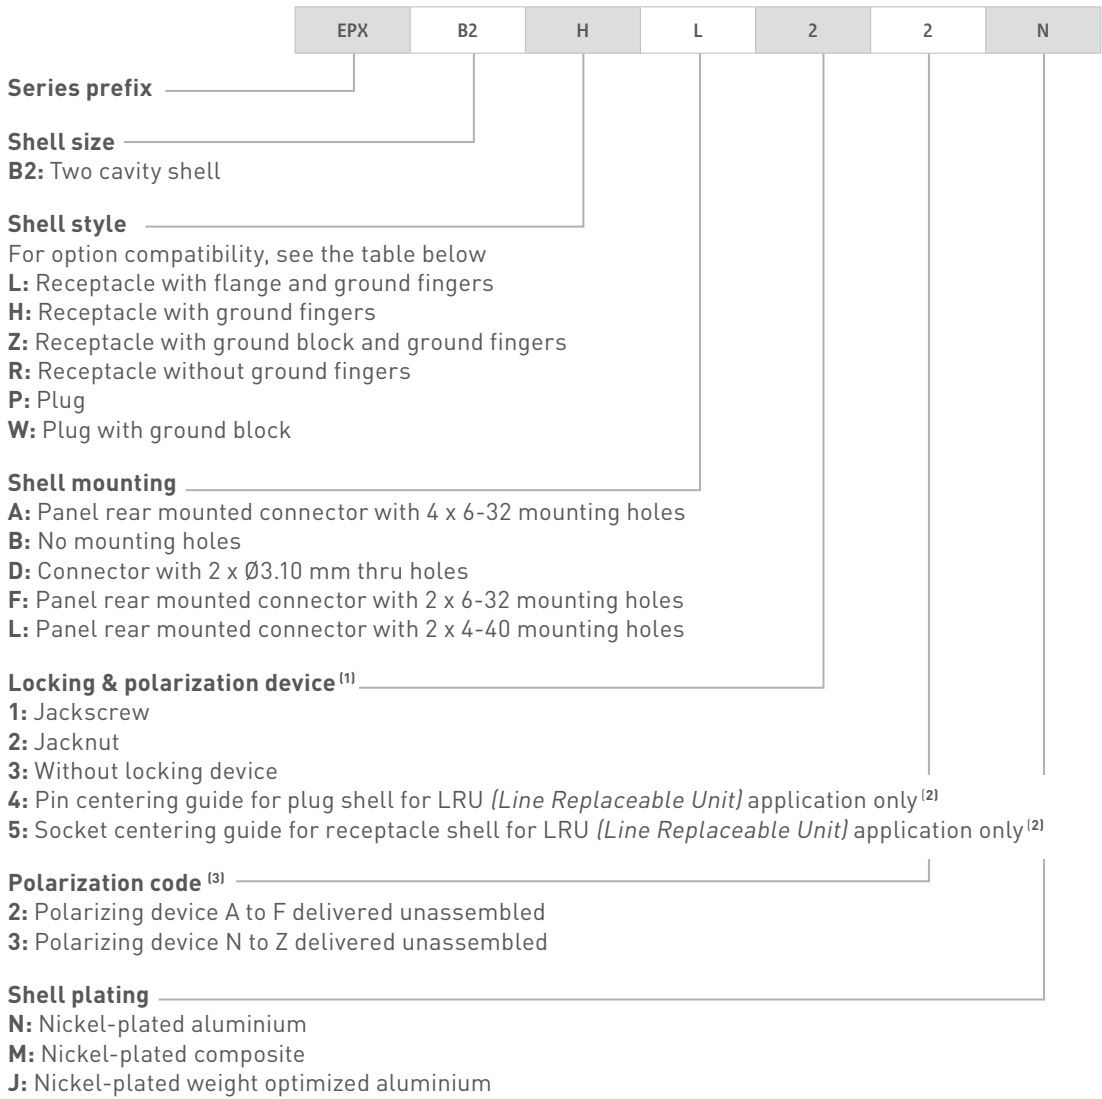 EPX B2 H L 2 2 N
Series prefix
Shell size
B2: Two cavity shell
Shell style
For option compatibility, see the table below
L: Receptacle with flange and ground fingers
H: Receptacle with ground fingers
Z: Receptacle with ground block and ground fingers
R: Receptacle without ground fingers
P: Plug
W: Plug with ground block
Shell mounting
A: Panel rear mounted connector with 4 x 6-32 mounting holes
B: No mounting holes
D: Connector with 2 x Ø3.10 mm thru holes
F: Panel rear mounted connector with 2 x 6-32 mounting holes
L: Panel rear mounted connector with 2 x 4-40 mounting holes
Locking & polarization device (1)
1: Jackscrew
2: Jacknut
3: Without locking device
4: Pin centering guide for plug shell for LRU (Line Replaceable Unit) application only (2)
5: Socket centering guide for receptacle shell for LRU (Line Replaceable Unit) application only (2)
Polarization code (3)
2: Polarizing device A to F delivered unassembled
3: Polarizing device N to Z delivered unassembled
Shell plating
N: Nickel-plated aluminium
M: Nickel-plated composite
J: Nickel-plated weight optimized aluminium